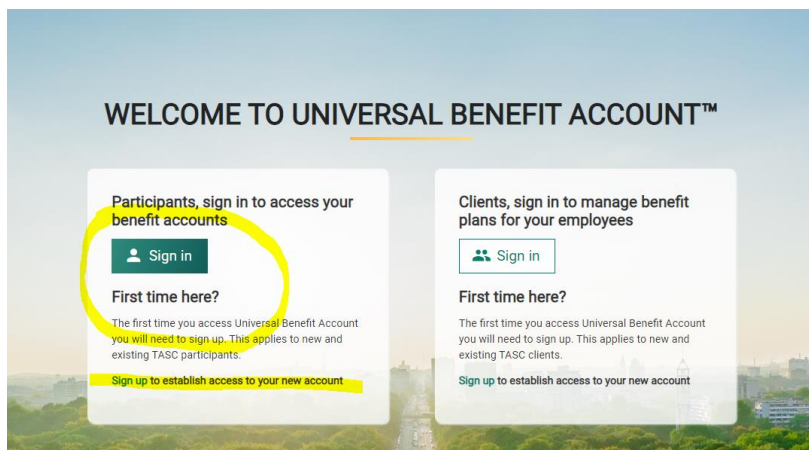 WELCOME TO UNIVERSAL BENEFIT ACCOUNT™
Participants, sign in to access your
benefit accounts
Sign in
First time here?
The first time you access Universal Benefit Account
you will need to sign up. This applies to new and
existing TASC participants.
Sign up to establish access to your new account
Clients, sign in to manage benefit
plans for your employees
Sign in
First time here?
The first time you access Universal Benefit Account
you will need to sign up. This applies to new and
existing TASC clients.
Sign up to establish access to your new account